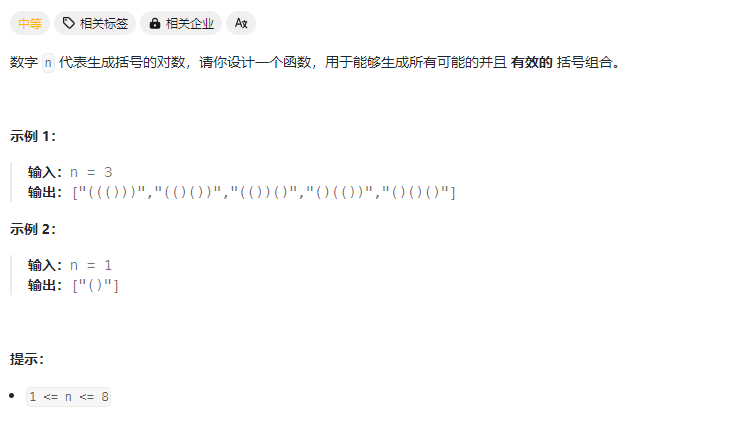 中等 相关标签 相关企业 Aあ
数字 n 代表生成括号的对数，请你设计一个函数，用于能够生成所有可能的并且 有效的 括号组合。
示例 1：
输入：n = 3
输出：["((()))","(()())","(())()","()(())","()()()"]
示例 2：
输入：n = 1
输出：["()"]
提示：
1 <= n <= 8